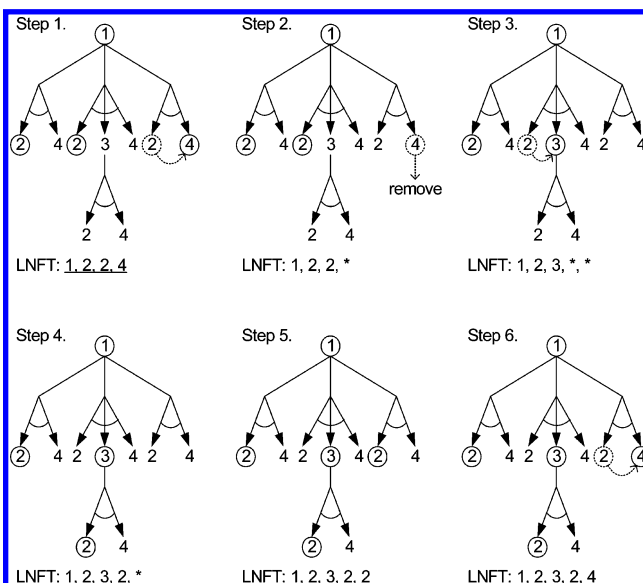 Step 1.
1
2 4 2 3 4 2 4
2 4
LNFT: 1, 2, 2, 4
Step 2.
1
2 4 2 3 4 2 4
remove
2 4
LNFT: 1, 2, 2, *
Step 3.
1
2 4 2 3 4 2 4
2 4
LNFT: 1, 2, 3, *, *
Step 4.
1
2 4 2 3 4 2 4
2 4
LNFT: 1, 2, 3, 2, *
Step 5.
1
2 4 2 3 4 2 4
2 4
LNFT: 1, 2, 3, 2, 2
Step 6.
1
2 4 2 3 4 2 4
2 4
LNFT: 1, 2, 3, 2, 4